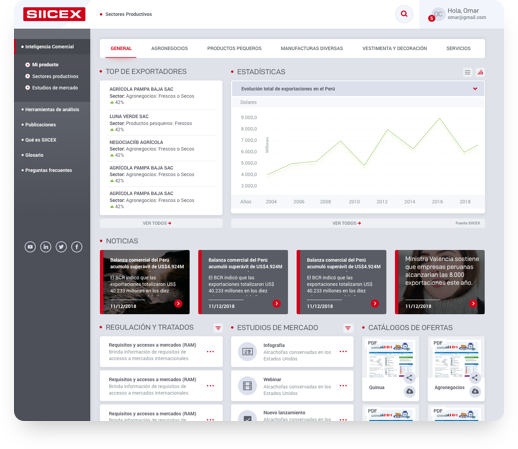 SIICEX
Sectores Productivos
OC
5
Hola, Omar
omar@gmail.com
Inteligencia Comercial
Mi producto
Sectores productivos
Estudios de mercado
Herramientas de análisis
Publicaciones
Qué es SIICEX
Glosario
Preguntas frecuentes
GENERAL
AGRONEGOCIOS
PRODUCTOS PEQUEROS
MANUFACTURAS DIVERSAS
VESTIMENTA Y DECORACIÓN
SERVICIOS
TOP DE EXPORTADORES
AGRÍCOLA PAMPA BAJA SAC
Sector: Agronegocios: Frescos o Secos
42%
LUNA VERDE SAC
Sector: Productos pesqueros: Frescos
42%
NEGOCIACIÍB AGRÍCOLA
Sector: Agronegocios: Frescos o Secos
42%
AGRÍCOLA PAMPA BAJA SAC
Sector: Agronegocios: Frescos o Secos
42%
AGRÍCOLA PAMPA BAJA SAC
Sector: Agronegocios: Frescos o Secos
42%
VER TODOS
ESTADÍSTICAS
Evolución total de exportaciones en el Perú
Dólares
9.000,0
8.000,0
7.000,0
6.000,0
5.000,0
4.000,0
3.000,0
Millones
Años
2004
2006
2008
2010
2012
2014
2016
2018
VER TODOS
Fuente SIICEX
NOTICIAS
Balanza comercial del Perú
acumuló superávit de US$4.924M
El BCR indicó que las
exportaciones totalizaron US$
40.233 millones en los diez
11/12/2018
Balanza comercial del Perú
acumuló superávit de US$4.924M
El BCR indicó que las
exportaciones totalizaron US$
40.233 millones en los diez
11/12/2018
Balanza comercial del Perú
acumuló superávit de US$4.924M
El BCR indicó que las
exportaciones totalizaron US$
40.233 millones en los diez
11/12/2018
Ministra Valencia sostiene
que empresas peruanas
alcanzarían las 8.000
exportaciones este año.
11/12/2018
REGULACIÓN Y TRATADOS
Requisitos y accesos a mercados (RAM)
Brinda información de requisitos de
accesos a mercados internacionales
Requisitos y accesos a mercados (RAM)
Brinda información de requisitos de
accesos a mercados internacionales
Requisitos y accesos a mercados (RAM)
Brinda información de requisitos de
ESTUDIOS DE MERCADO
Infografía
Alcachofas conservadas en los
Estados Unidos
Webinar
Alcachofas conservadas en los
Estados Unidos
Nuevo lanzamiento
Alcachofas conservadas en los
CATÁLOGOS DE OFERTAS
PDF
Quinua
PDF
Agronegocios
PDF
PDF